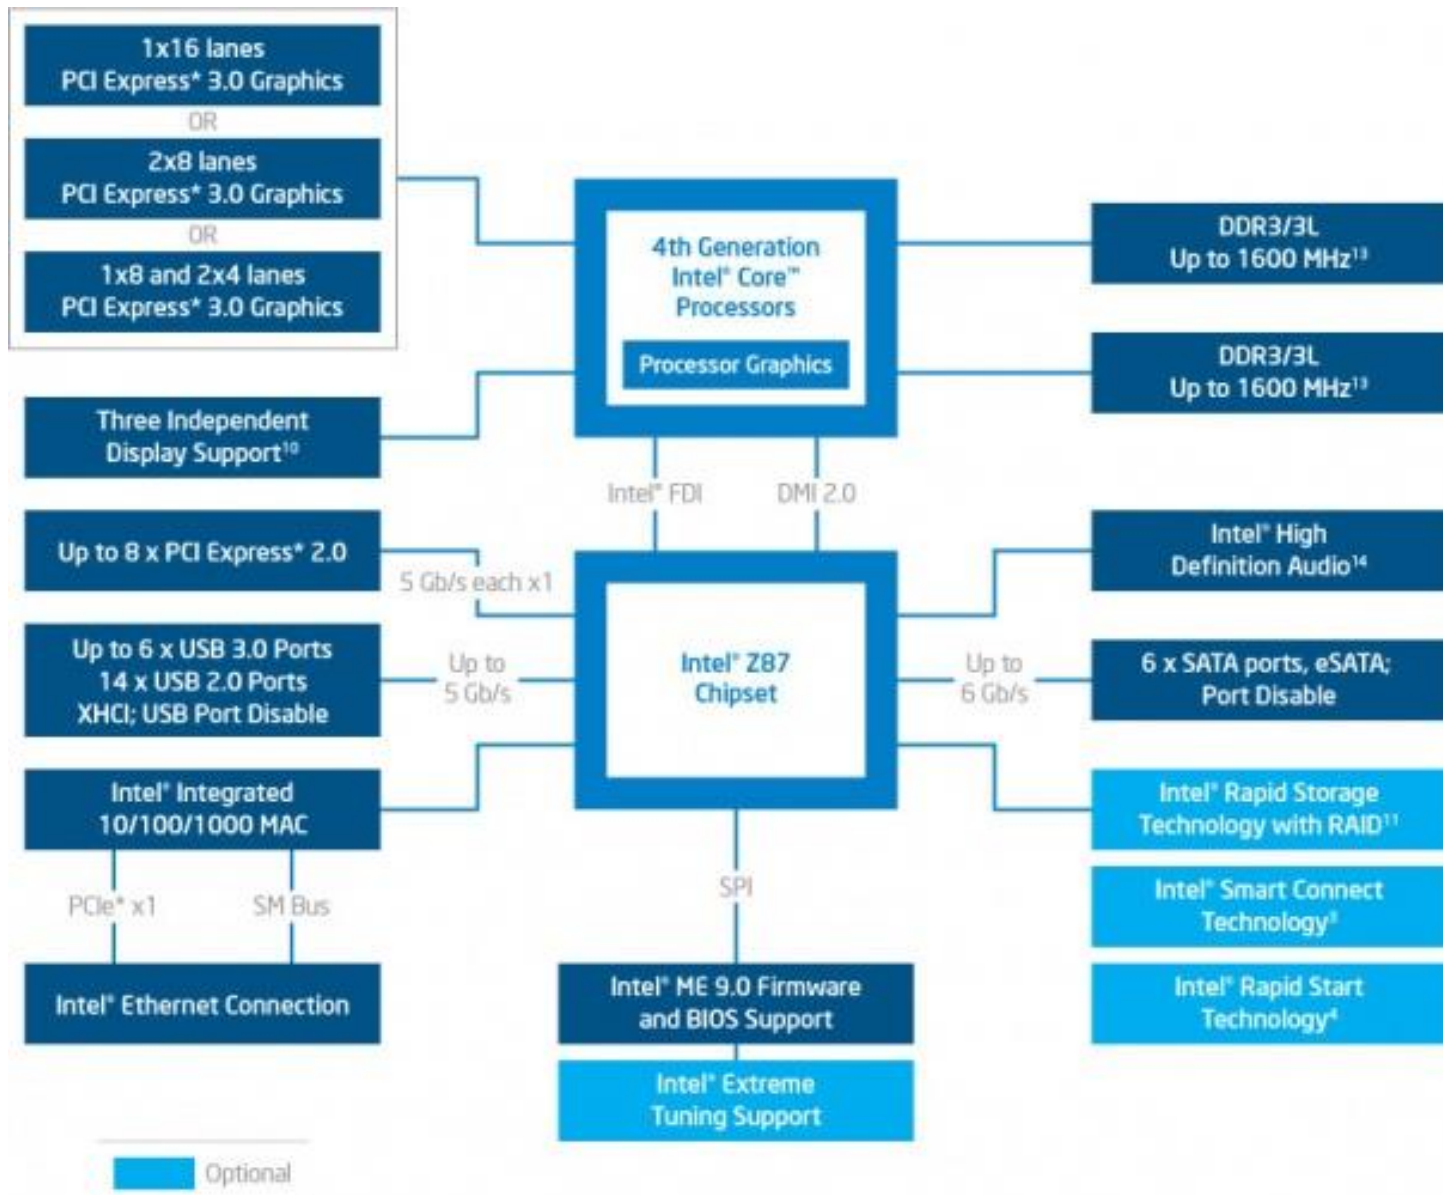 1x16 lanes
PCI Express* 3.0 Graphics
OR
2x8 lanes
PCI Express* 3.0 Graphics
OR
1x8 and 2x4 lanes
PCI Express* 3.0 Graphics
4th Generation
Intel® Core™
Processors
Processor Graphics
DDR3/3L
Up to 1600 MHz¹³
DDR3/3L
Up to 1600 MHz¹³
Three Independent
Display Support¹⁰
Intel® FDI
DMI 2.0
Up to 8 x PCI Express* 2.0
5 Gb/s each x1
Intel® High
Definition Audio¹⁴
Up to 6 x USB 3.0 Ports
14 x USB 2.0 Ports
XHCI; USB Port Disable
Up to
5 Gb/s
Intel® Z87
Chipset
Up to
6 Gb/s
6 x SATA ports, eSATA;
Port Disable
Intel® Integrated
10/100/1000 MAC
Intel® Rapid Storage
Technology with RAID¹¹
PCIe* x1
SM Bus
SPI
Intel® Smart Connect
Technology³
Intel® Ethernet Connection
Intel® ME 9.0 Firmware
and BIOS Support
Intel® Rapid Start
Technology⁴
Intel® Extreme
Tuning Support
Optional